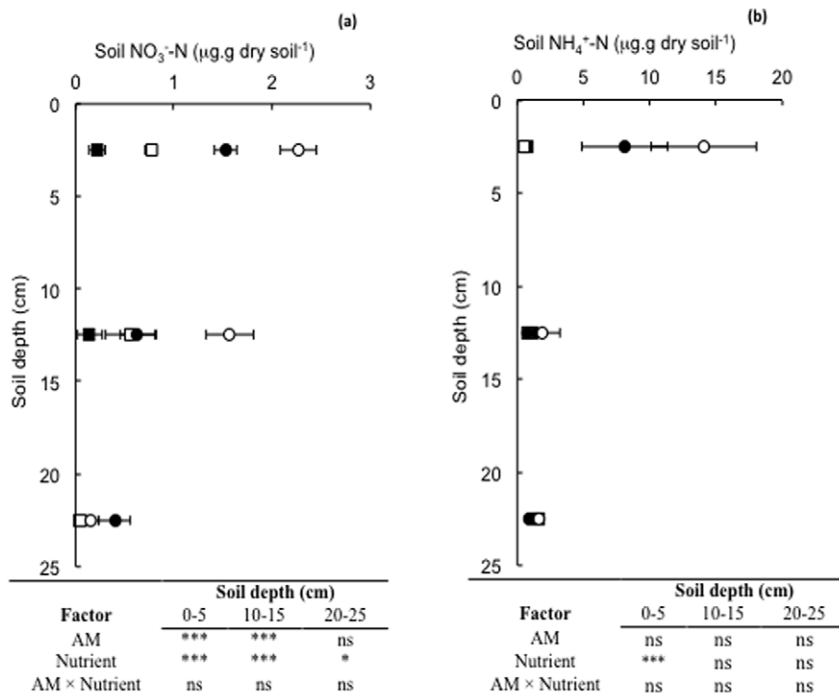 (a)
Soil NO₃⁻-N (µg.g dry soil⁻¹)
0 1 2 3
0
5
10
15
20
25
Soil depth (cm)
Soil depth (cm)
Factor 0-5 10-15 20-25
AM *** *** ns
Nutrient *** *** *
AM × Nutrient ns ns ns
(b)
Soil NH₄⁺-N (µg.g dry soil⁻¹)
0 5 10 15 20
0
5
10
15
20
25
Soil depth (cm)
Soil depth (cm)
Factor 0-5 10-15 20-25
AM ns ns ns
Nutrient *** ns ns
AM × Nutrient ns ns ns